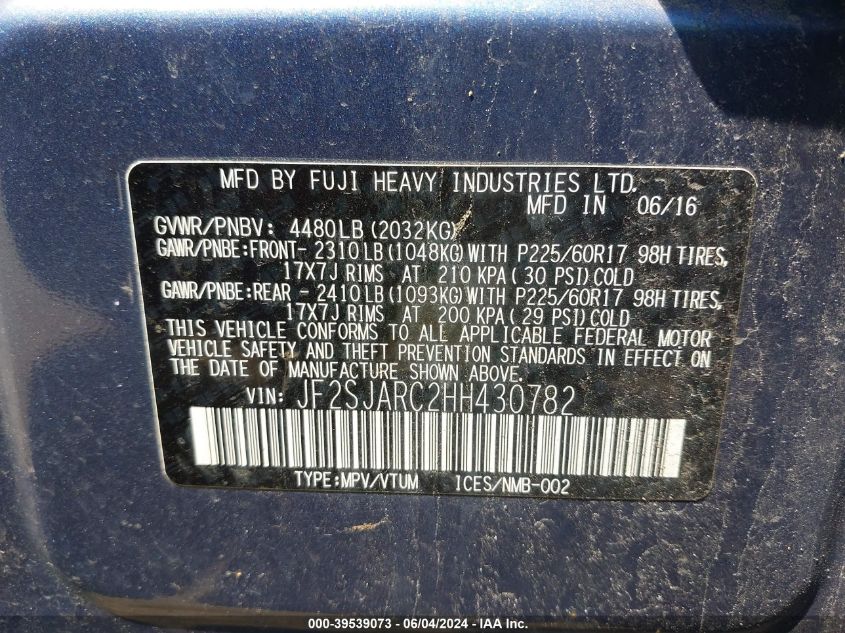 MFD BY FUJI HEAVY INDUSTRIES LTD.
MFD IN 06/16
GVWR/PNBV: 4480LB (2032KG)
GAWR/PNBE:FRONT- 2310LB (1048KG) WITH P225/60R17 98H TIRES,
17X7J RIMS AT 210 KPA (30 PSI) COLD
GAWR/PNBE:REAR - 2410LB (1093KG) WITH P225/60R17 98H TIRES,
17X7J RIMS AT 200 KPA (29 PSI) COLD
THIS VEHICLE CONFORMS TO ALL APPLICABLE FEDERAL MOTOR
VEHICLE SAFETY AND THEFT PREVENTION STANDARDS IN EFFECT ON
THE DATE OF MANUFACTURE SHOWN ABOVE.
VIN: JF2SJARC2HH430782
TYPE:MPV/VTUM ICES/NMB-002
000-39539073 - 06/04/2024 - IAA Inc.